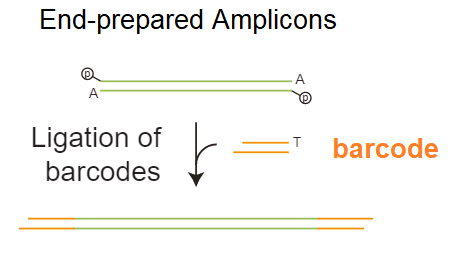 End-prepared Amplicons
p
A
A
p
Ligation of
barcodes
T
barcode